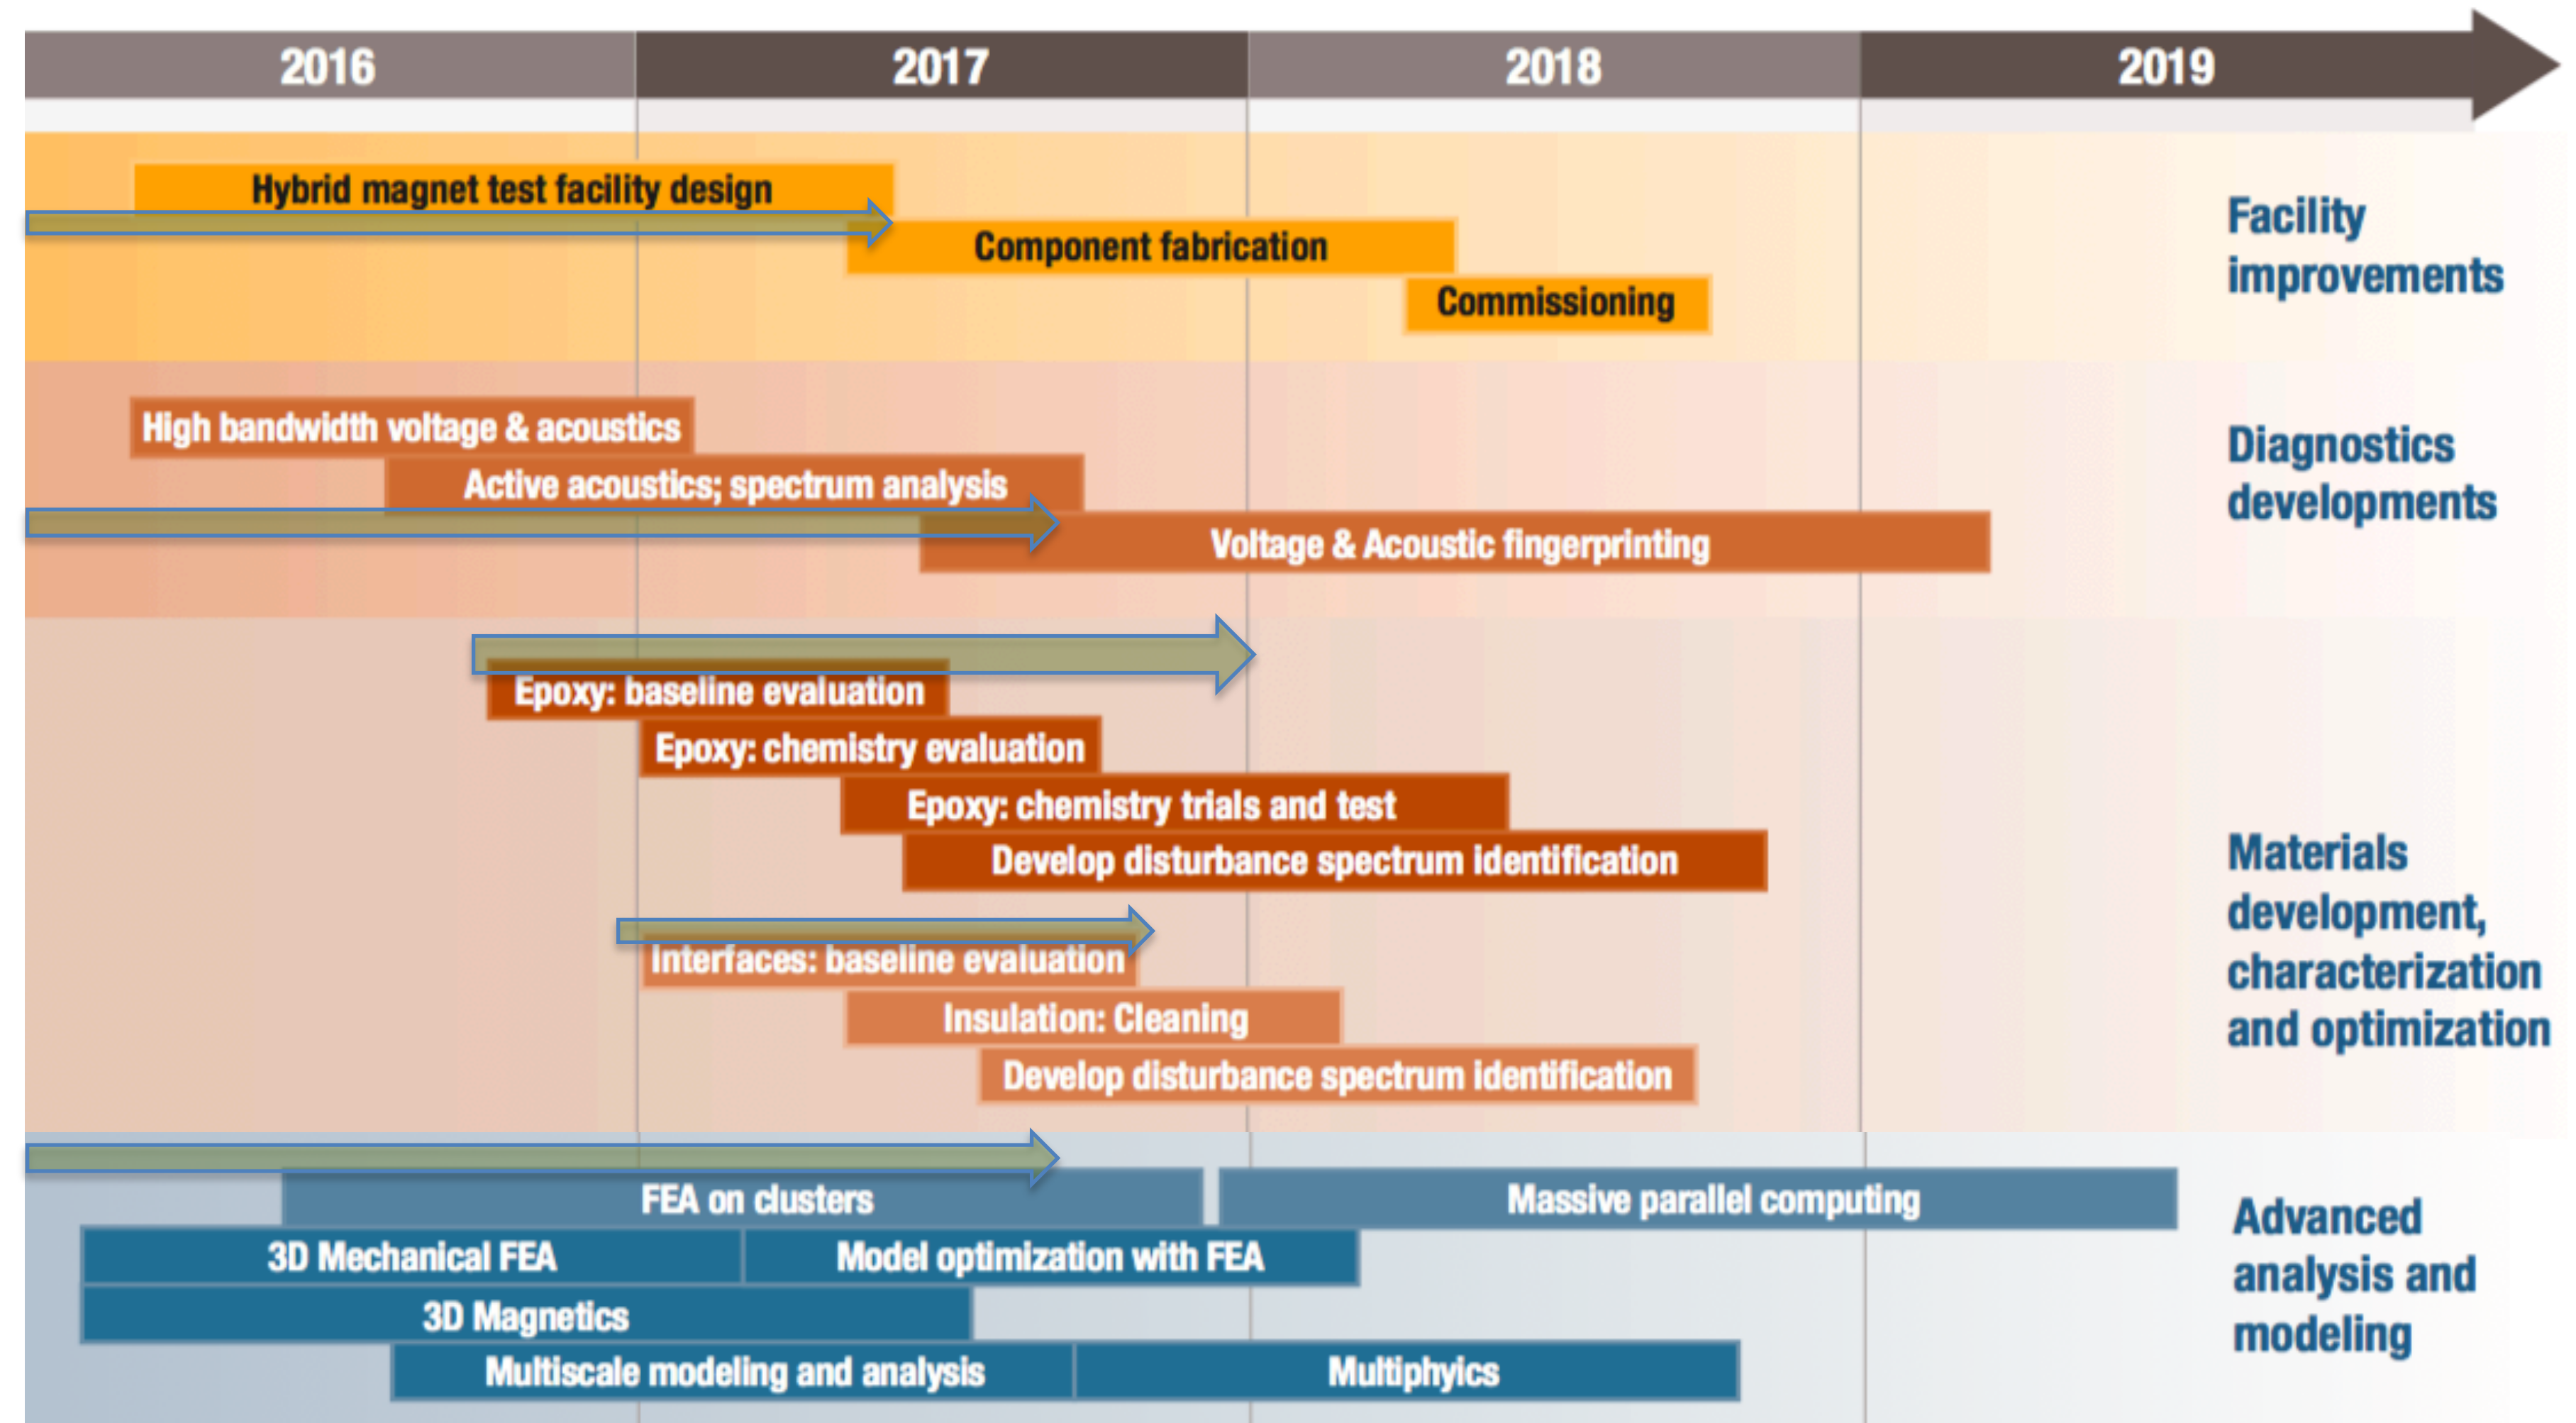 2016
2017
2018
2019
Hybrid magnet test facility design
Component fabrication
Commissioning
Facility
improvements
High bandwidth voltage & acoustics
Active acoustics; spectrum analysis
Voltage & Acoustic fingerprinting
Diagnostics
developments
Epoxy: baseline evaluation
Epoxy: chemistry evaluation
Epoxy: chemistry trials and test
Develop disturbance spectrum identification
Interfaces: baseline evaluation
Insulation: Cleaning
Develop disturbance spectrum identification
Materials
development,
characterization
and optimization
FEA on clusters
Massive parallel computing
3D Mechanical FEA
Model optimization with FEA
3D Magnetics
Multiscale modeling and analysis
Multiphyics
Advanced
analysis and
modeling